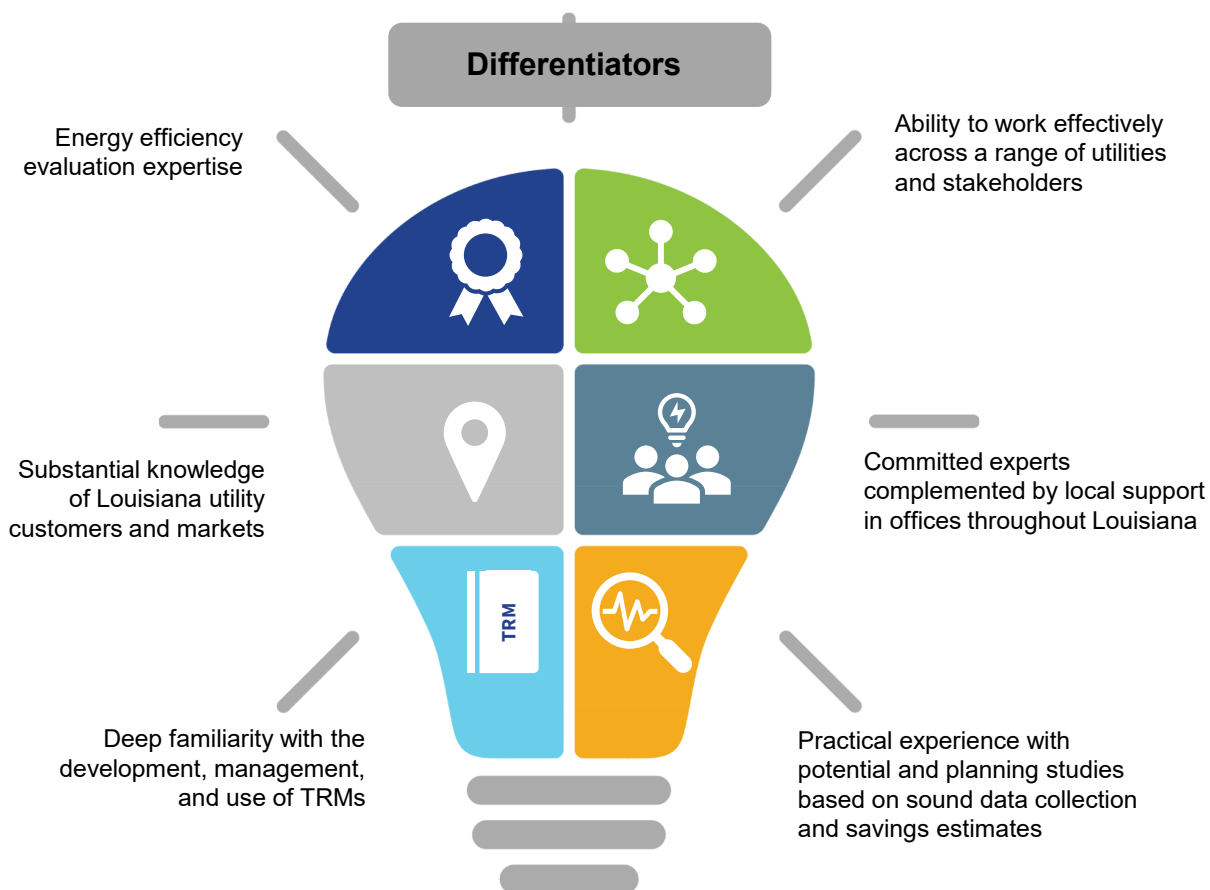 Differentiators
Energy efficiency
evaluation expertise
Ability to work effectively
across a range of utilities
and stakeholders
Substantial knowledge
of Louisiana utility
customers and markets
Committed experts
complemented by local support
in offices throughout Louisiana
TRM
Deep familiarity with the
development, management,
and use of TRMs
Practical experience with
potential and planning studies
based on sound data collection
and savings estimates